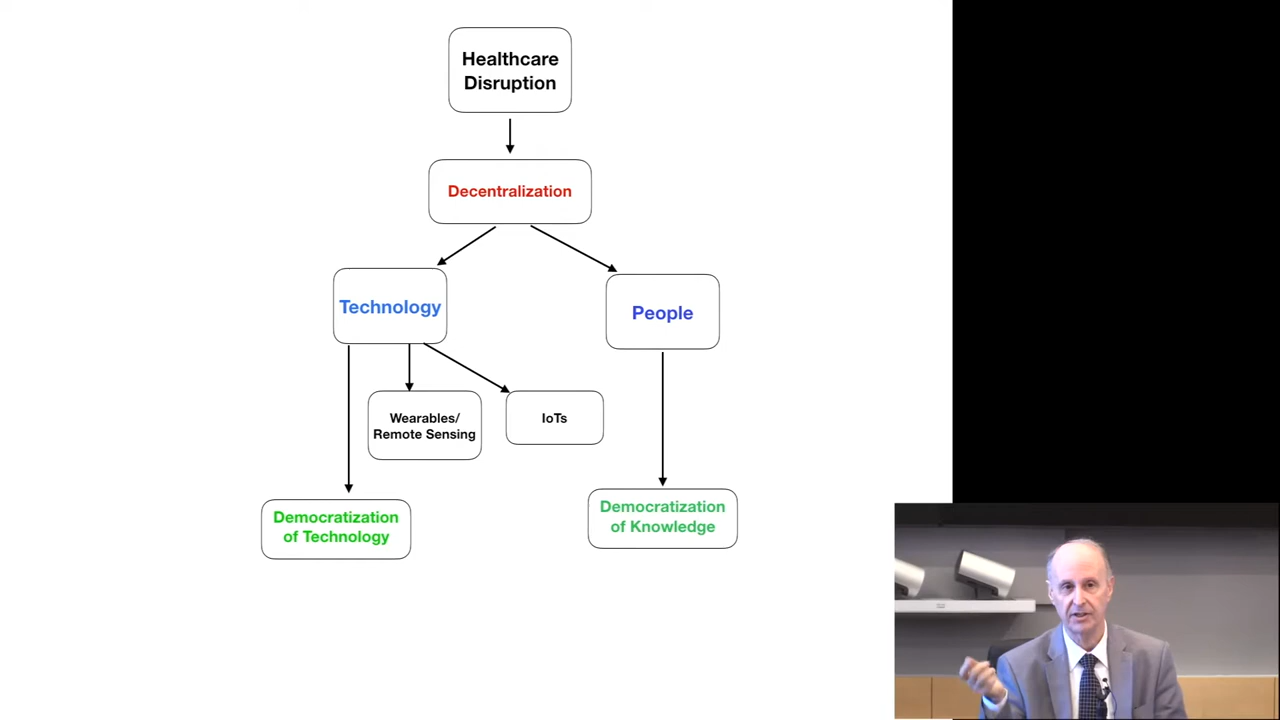 Healthcare
Disruption
Decentralization
Technology
People
Wearables/
Remote Sensing
IoTs
Democratization
of Technology
Democratization
of Knowledge